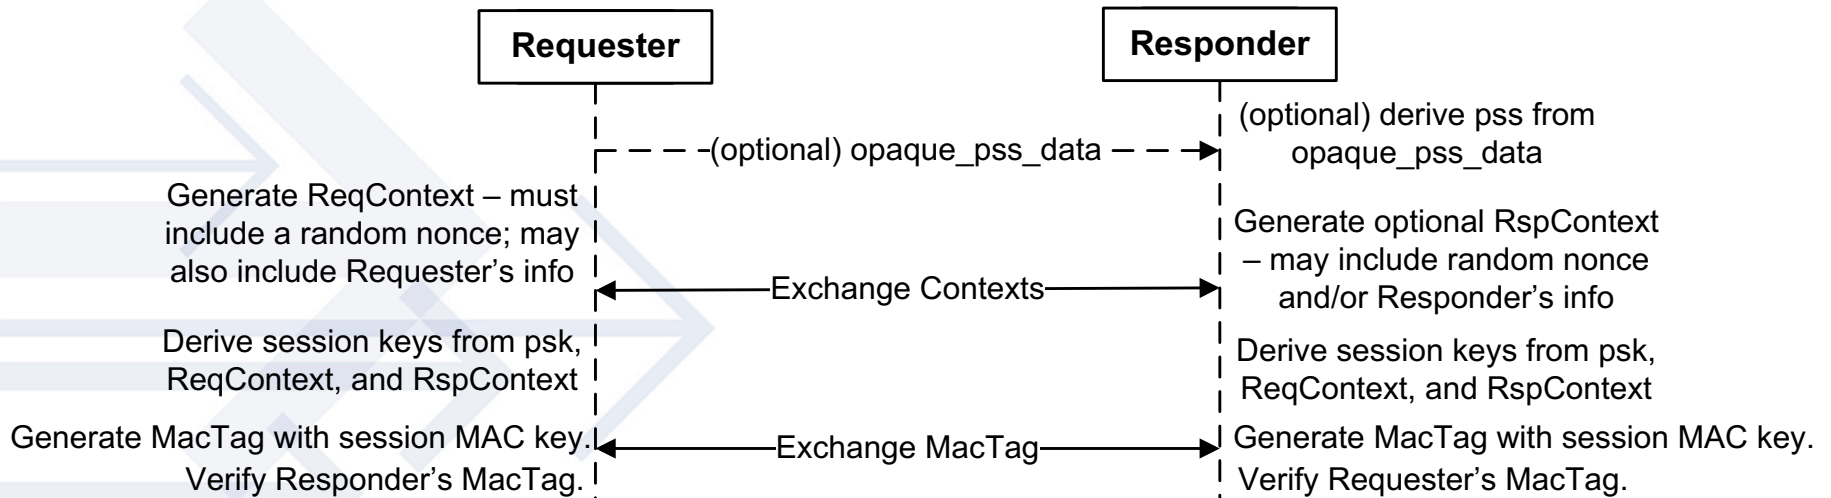 Requester
Responder
(optional) opaque_pss_data
(optional) derive pss from
opaque_pss_data
Generate ReqContext – must
include a random nonce; may
also include Requester’s info
Generate optional RspContext
– may include random nonce
and/or Responder’s info
Exchange Contexts
Derive session keys from psk,
ReqContext, and RspContext
Derive session keys from psk,
ReqContext, and RspContext
Generate MacTag with session MAC key.
Verify Responder’s MacTag.
Exchange MacTag
Generate MacTag with session MAC key.
Verify Requester’s MacTag.